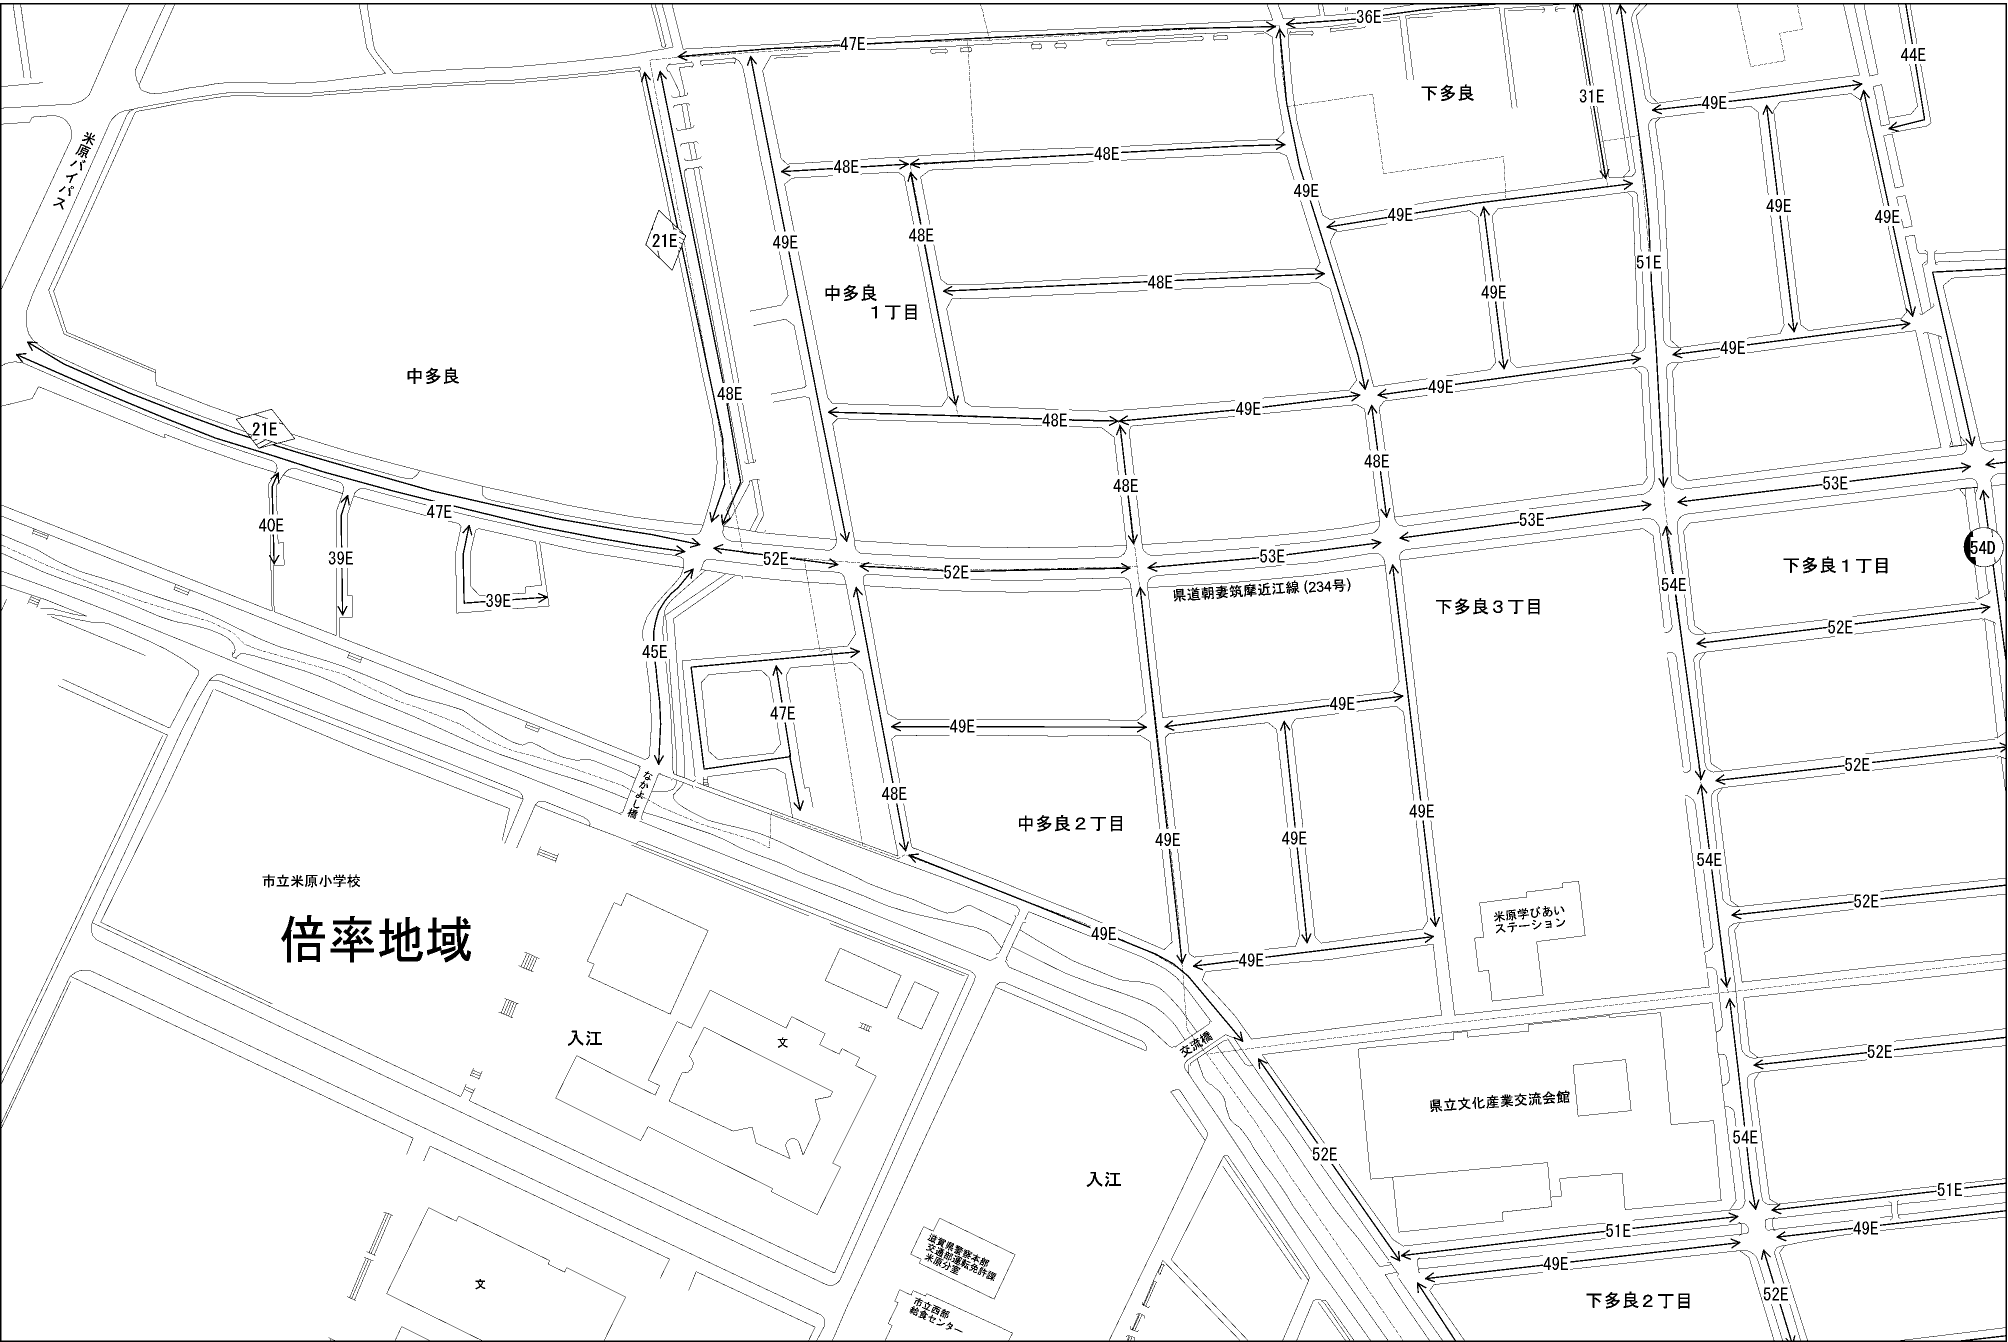 36E
47E
44E
下多良
31E
49E
米原バイパス
48E
48E
49E
49E
49E
49E
48E
21E
49E
51E
48E
49E
中多良
1丁目
49E
中多良
48E
49E
49E
48E
21E
48E
48E
53E
47E
48E
53E
40E
39E
52E
52E
53E
54D
39E
県道朝妻筑摩近江線(234号)
下多良3丁目
下多良1丁目
54E
52E
45E
47E
49E
49E
52E
なかよし橋
48E
中多良2丁目
49E
49E
49E
54E
市立米原小学校
倍率地域
49E
49E
米原学びあい
ステーション
52E
入江
文
交流橋
52E
県立文化産業交流会館
54E
52E
入江
51E
51E
49E
49E
滋賀県警察本部
交通部運転免許課
米原分室
文
市立西部
給食センター
下多良2丁目
52E